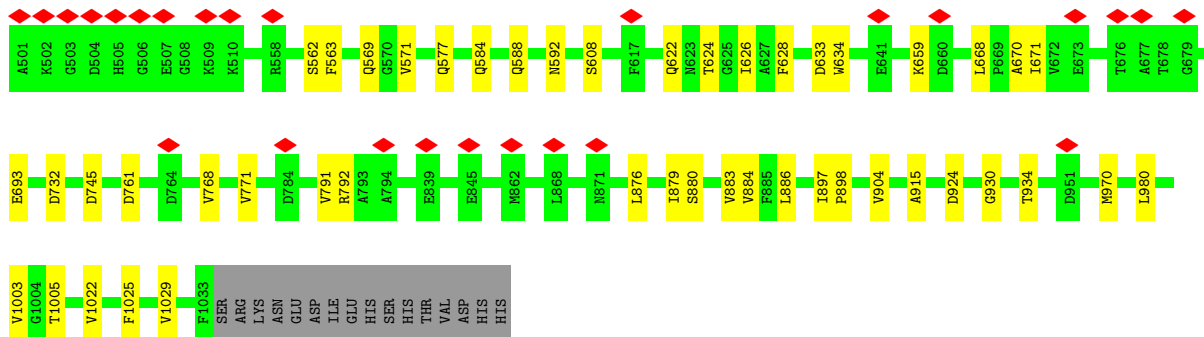 A501 K502 G503 D504 H505 G506 E507 G508 K509 K510 R558 S562 F563 Q569 G570 V571 Q577 Q584 Q588 N592 S608 F617 Q622 N623 T624 G625 I626 A627 F628 D633 W634 E641 K659 D660 L668 P669 A670 I671 V672 E673 T676 A677 T678 G679
E693 D732 D745 D761 D764 V768 V771 D784 V791 R792 A793 A794 E839 E845 M862 L868 N871 L876 I879 S880 V883 V884 F885 L886 I897 P898 V904 A915 D924 G930 T934 D951 M970 L980
V1003 G1004 T1005 V1022 F1025 V1029 F1033 SER ARG LYS ASN GLU ASP ILE GLU HIS SER HIS THR VAL ASP HIS HIS